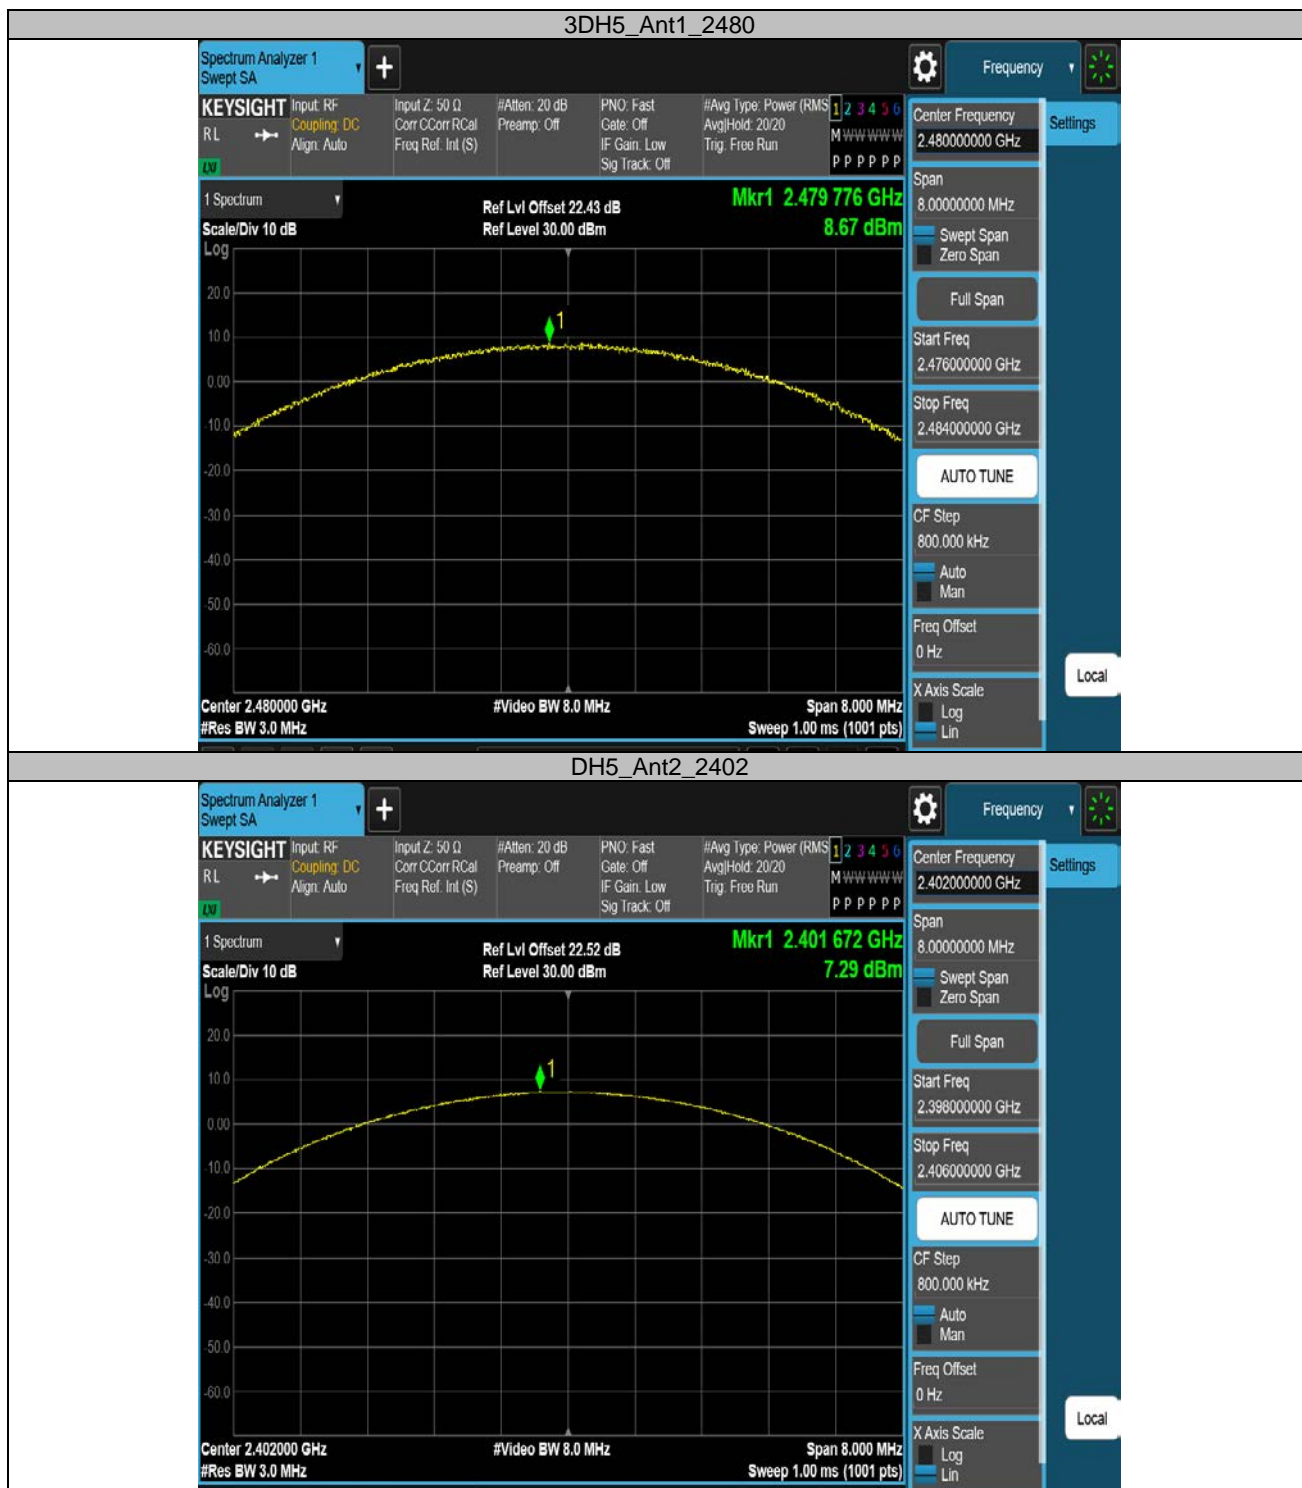 3DH5_Ant1_2480
Spectrum Analyzer 1
Swept SA
+
Frequency
KEYSIGHT
R L
LXI
Input: RF
Coupling: DC
Align: Auto
Input Z: 50 Ω
Corr CCorr RCal
Freq Ref: Int (S)
#Atten: 20 dB
Preamp: Off
PNO: Fast
Gate: Off
IF Gain: Low
Sig Track: Off
#Avg Type: Power (RMS
Avg|Hold: 20/20
Trig: Free Run
1 2 3 4 5 6
M W W W W W
P P P P P P
1 Spectrum
Scale/Div 10 dB
Ref Lvl Offset 22.43 dB
Ref Level 30.00 dBm
Mkr1 2.479 776 GHz
8.67 dBm
Log
20.0
10.0
0.00
-10.0
-20.0
-30.0
-40.0
-50.0
-60.0
1
Center 2.480000 GHz
#Res BW 3.0 MHz
#Video BW 8.0 MHz
Span 8.000 MHz
Sweep 1.00 ms (1001 pts)
Center Frequency
2.480000000 GHz
Settings
Span
8.00000000 MHz
Swept Span
Zero Span
Full Span
Start Freq
2.476000000 GHz
Stop Freq
2.484000000 GHz
AUTO TUNE
CF Step
800.000 kHz
Auto
Man
Freq Offset
0 Hz
X Axis Scale
Log
Lin
Local
DH5_Ant2_2402
Spectrum Analyzer 1
Swept SA
+
Frequency
KEYSIGHT
R L
LXI
Input: RF
Coupling: DC
Align: Auto
Input Z: 50 Ω
Corr CCorr RCal
Freq Ref: Int (S)
#Atten: 20 dB
Preamp: Off
PNO: Fast
Gate: Off
IF Gain: Low
Sig Track: Off
#Avg Type: Power (RMS
Avg|Hold: 20/20
Trig: Free Run
1 2 3 4 5 6
M W W W W W
P P P P P P
1 Spectrum
Scale/Div 10 dB
Ref Lvl Offset 22.52 dB
Ref Level 30.00 dBm
Mkr1 2.401 672 GHz
7.29 dBm
Log
20.0
10.0
0.00
-10.0
-20.0
-30.0
-40.0
-50.0
-60.0
1
Center 2.402000 GHz
#Res BW 3.0 MHz
#Video BW 8.0 MHz
Span 8.000 MHz
Sweep 1.00 ms (1001 pts)
Center Frequency
2.402000000 GHz
Settings
Span
8.00000000 MHz
Swept Span
Zero Span
Full Span
Start Freq
2.398000000 GHz
Stop Freq
2.406000000 GHz
AUTO TUNE
CF Step
800.000 kHz
Auto
Man
Freq Offset
0 Hz
X Axis Scale
Log
Lin
Local